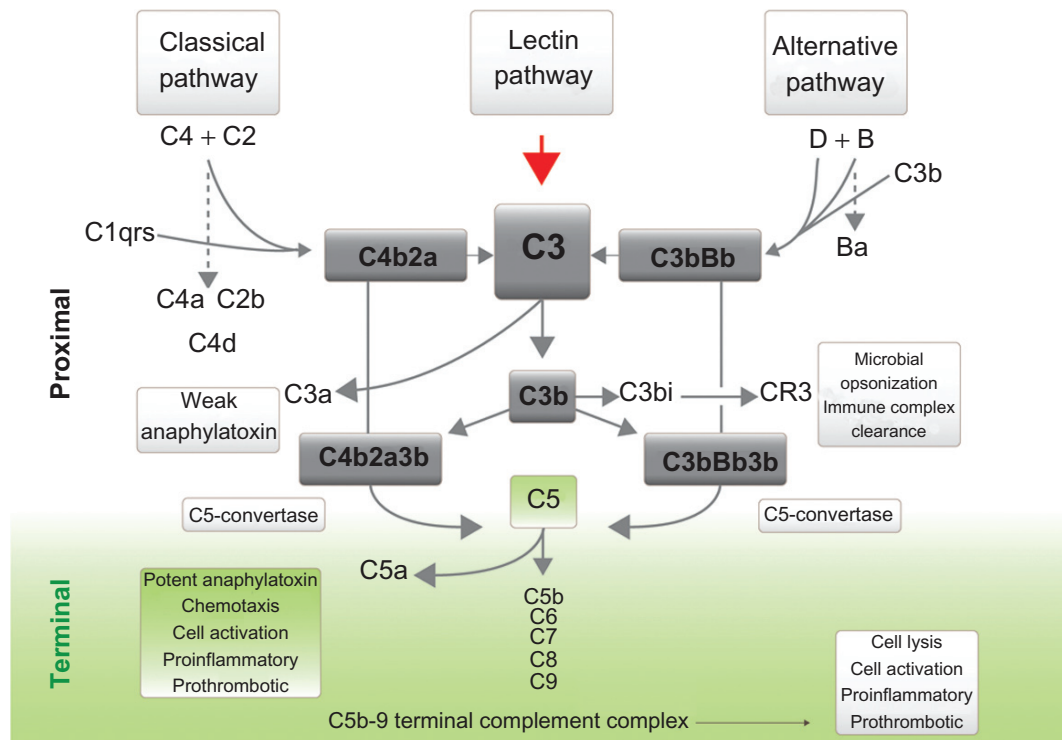 Classical
pathway
Lectin
pathway
Alternative
pathway
C4 + C2
D + B
C3b
C1qrs
C4b2a
C3
C3bBb
Ba
C4a C2b
C4d
Proximal
Weak
anaphylatoxin
C3a
C3b
C3bi
CR3
Microbial
opsonization
Immune complex
clearance
C4b2a3b
C3bBb3b
C5-convertase
C5
C5-convertase
Terminal
Potent anaphylatoxin
Chemotaxis
Cell activation
Proinflammatory
Prothrombotic
C5a
C5b
C6
C7
C8
C9
Cell lysis
Cell activation
Proinflammatory
Prothrombotic
C5b-9 terminal complement complex